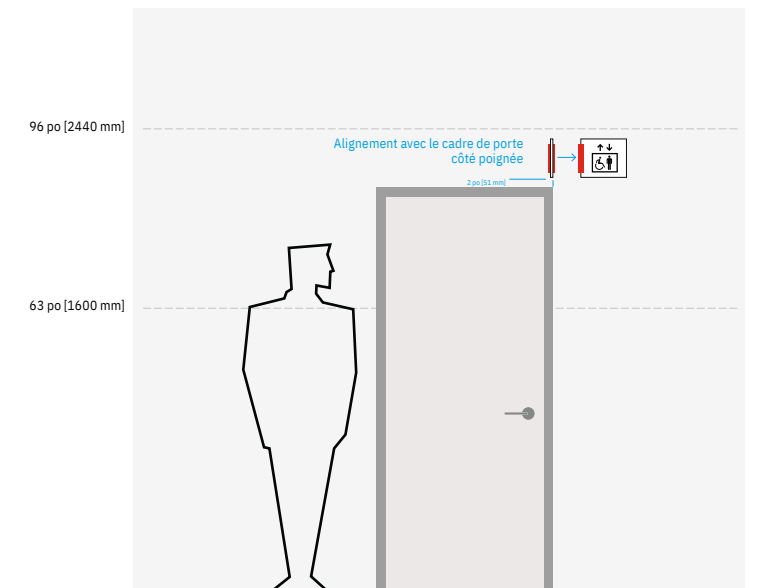 96 po [2440 mm]
Alignement avec le cadre de porte
côté poignée
2 po [51 mm]
63 po [1600 mm]